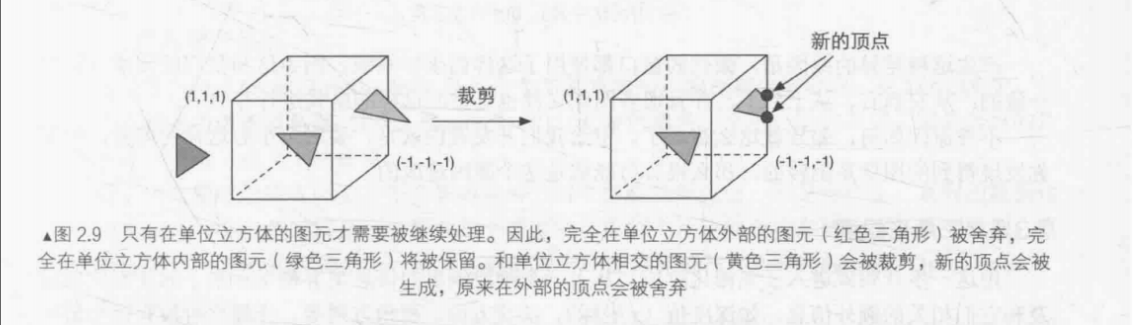 新的顶点
(1,1,1)
裁剪
(1,1,1)
(-1,-1,-1)
(-1,-1,-1)
▲图 2.9 只有在单位立方体的图元才需要被继续处理。因此，完全在单位立方体外部的图元（红色三角形）被舍弃，完
全在单位立方体内部的图元（绿色三角形）将被保留。和单位立方体相交的图元（黄色三角形）会被裁剪，新的顶点会被
生成，原来在外部的顶点会被舍弃